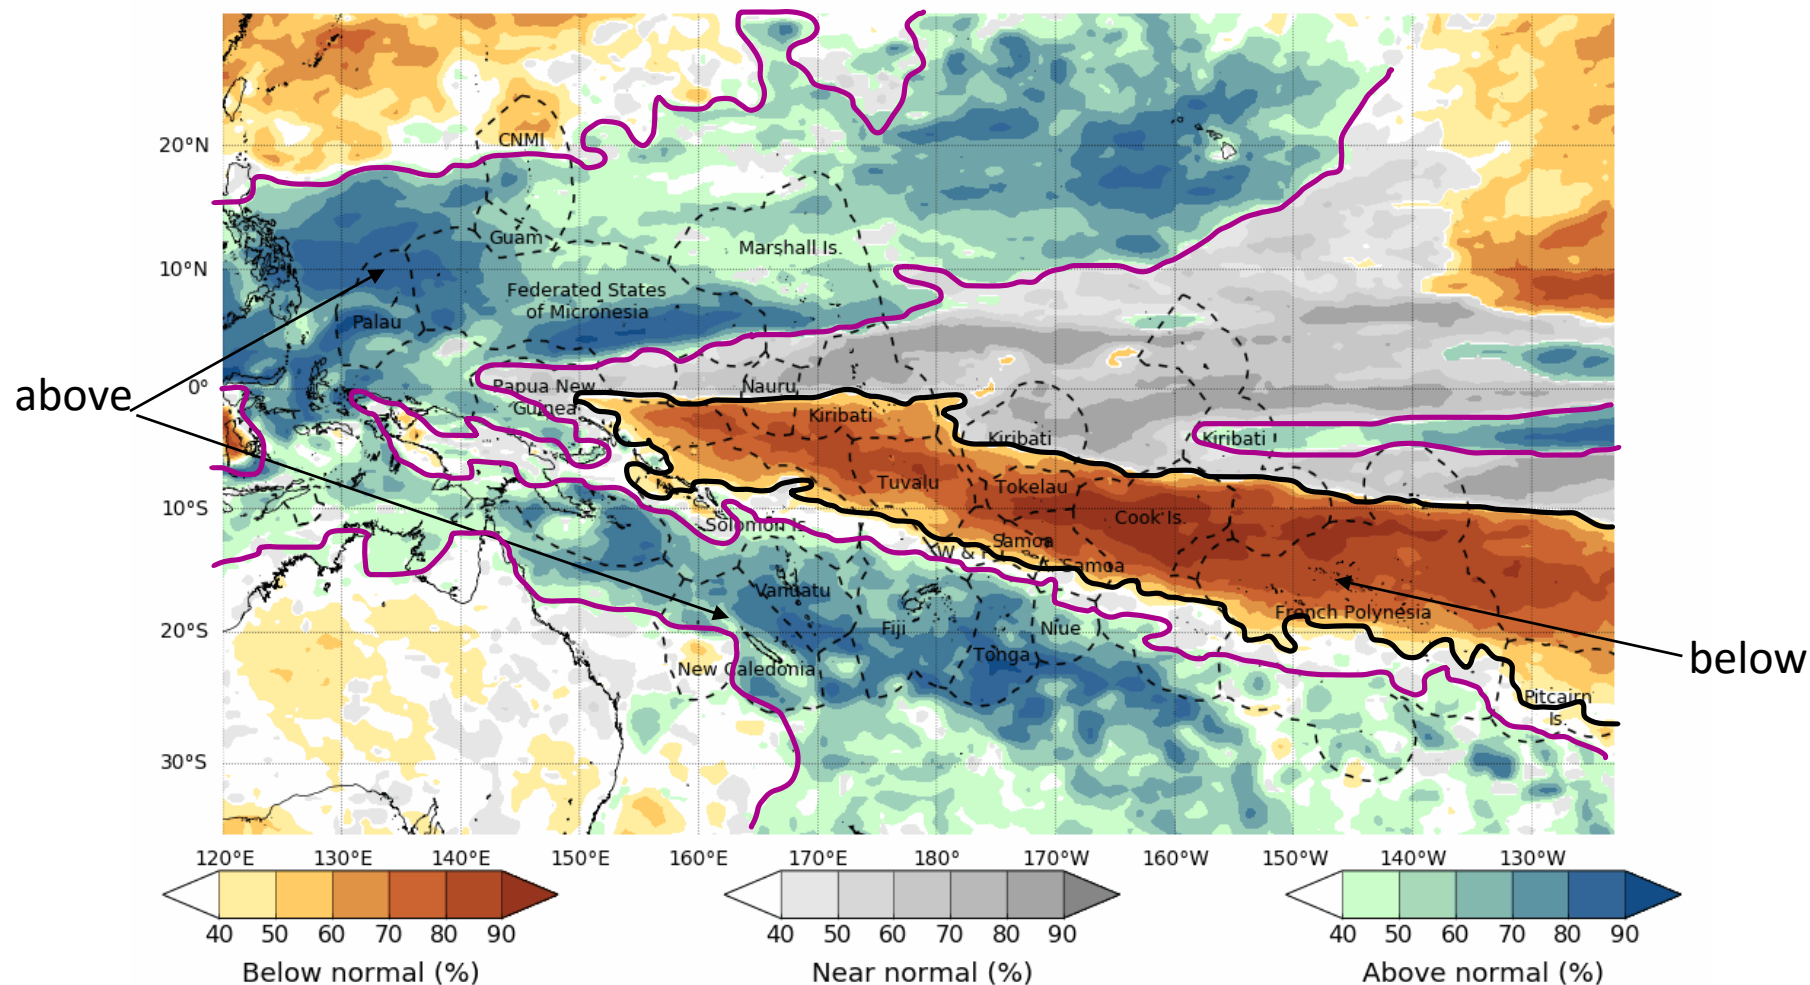 20°N
10°N
0°
10°S
20°S
30°S
CNMI
Guam
Marshall Is.
Federated States
of Micronesia
Palau
above
Papua New
Guinea
Nauru
Kiribati
Kiribati
Kiribati
Tuvalu
Tokelau
Cook Is.
Solomon Is.
Samoa
W & F
A. Samoa
Vanuatu
French Polynesia
Fiji
Niue
Tonga
below
New Caledonia
Pitcairn
Is.
120°E 130°E 140°E 150°E 160°E 170°E 180° 170°W 160°W 150°W 140°W 130°W
40 50 60 70 80 90
Below normal (%)
40 50 60 70 80 90
Near normal (%)
40 50 60 70 80 90
Above normal (%)